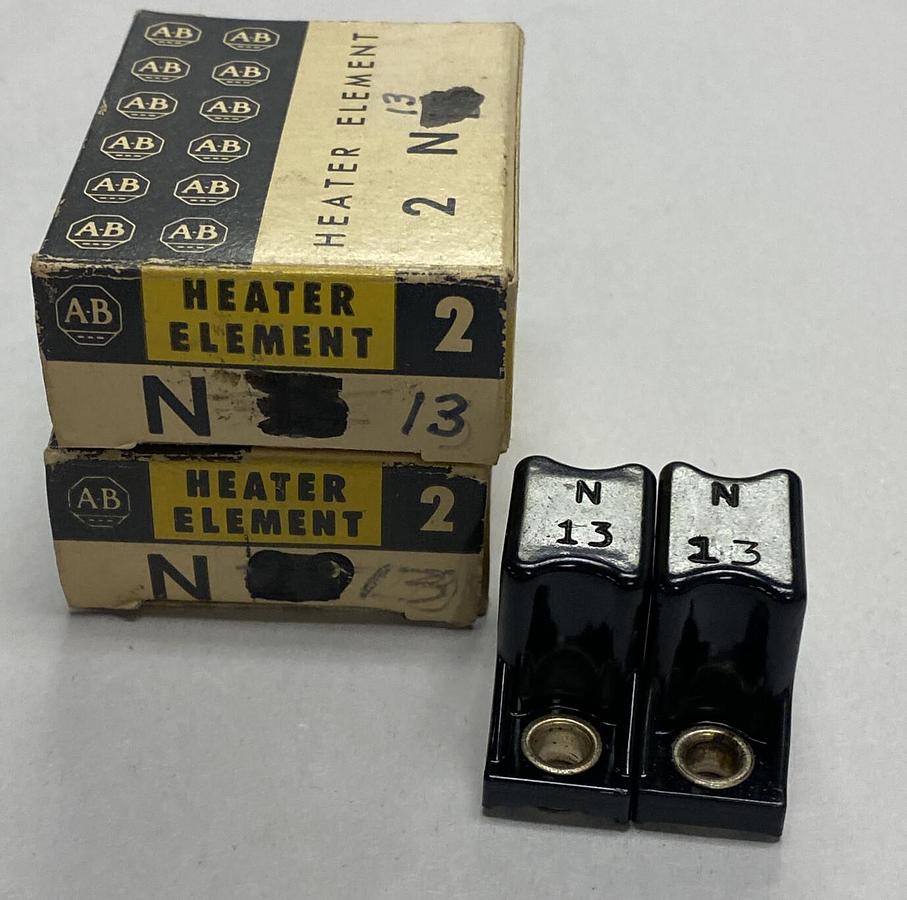 A-B A-B
A-B A-B
A-B A-B
A-B A-B
A-B A-B
A-B A-B
HEATER ELEMENT
2 N 13
A-B
HEATER
ELEMENT
2
N 13
A-B
HEATER
ELEMENT
2
N 13
N
13
N
13